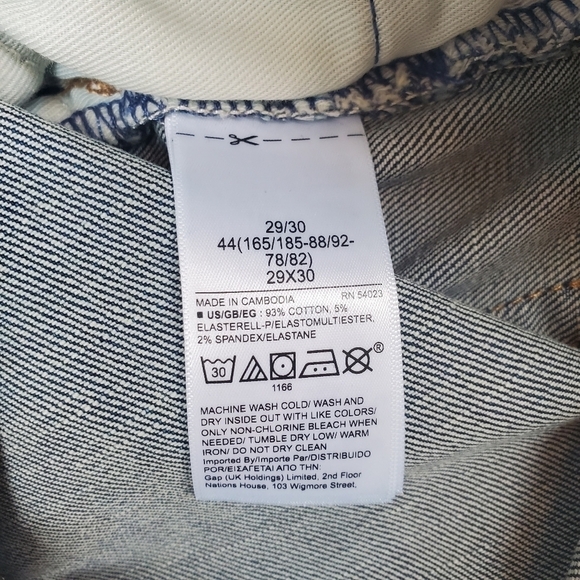 29/30
44(165/185-88/92-
78/82)
29X30
MADE IN CAMBODIA RN 54023
■ US/GB/EG : 93% COTTON, 5%
ELASTERELL-P/ELASTOMULTIESTER,
2% SPANDEX/ELASTANE
30 ®
1166
MACHINE WASH COLD/ WASH AND
DRY INSIDE OUT WITH LIKE COLORS/
ONLY NON-CHLORINE BLEACH WHEN
NEEDED/ TUMBLE DRY LOW/ WARM
IRON/ DO NOT DRY CLEAN
Imported By/Importe Par/DISTRIBUIDO
POR/ΕΙΣΑΓΕΤΑΙ ΑΠΟ ΤΗΝ:
Gap (UK Holdings) Limited, 2nd Floor
Nations House, 103 Wigmore Street,